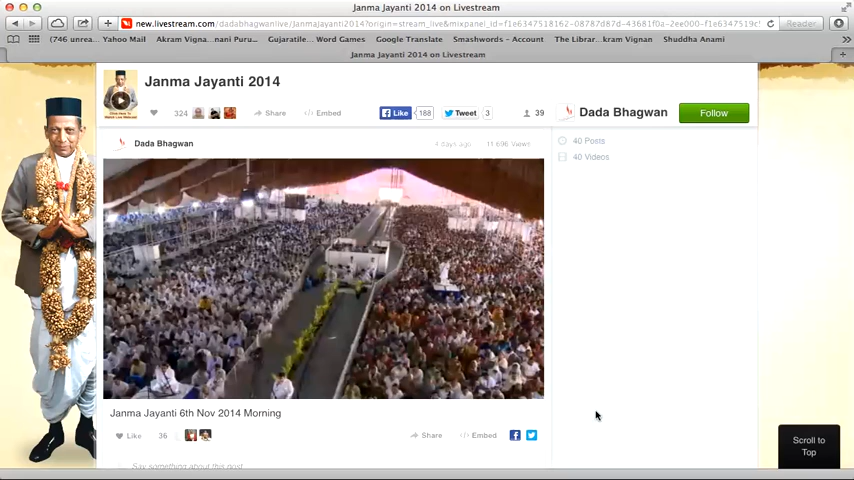 Janma Jayanti 2014 on Livestream
new.livestream.com/dadabhagwanlive/Janmajayanti2014?origin=stream_live&mixpanel_id=f1e6347518162-08787d87d-43681f0a-2ee000-f1e6347519c
Reader
(746 unrea... Yahoo Mail Akram Vigna...nani Puru... Gujaratile... Word Games Google Translate Smashwords – Account The Librar...kram Vignan Shuddha Anami
Janma Jayanti 2014 on Livestream
Janma Jayanti 2014
324 Share </> Embed Like 188 Tweet 3 39
Dada Bhagwan Follow
Dada Bhagwan 4 days ago 11 696 Views
40 Posts
40 Videos
Janma Jayanti 6th Nov 2014 Morning
Like 36 Share </> Embed
Say something about this post
Scroll to
Top